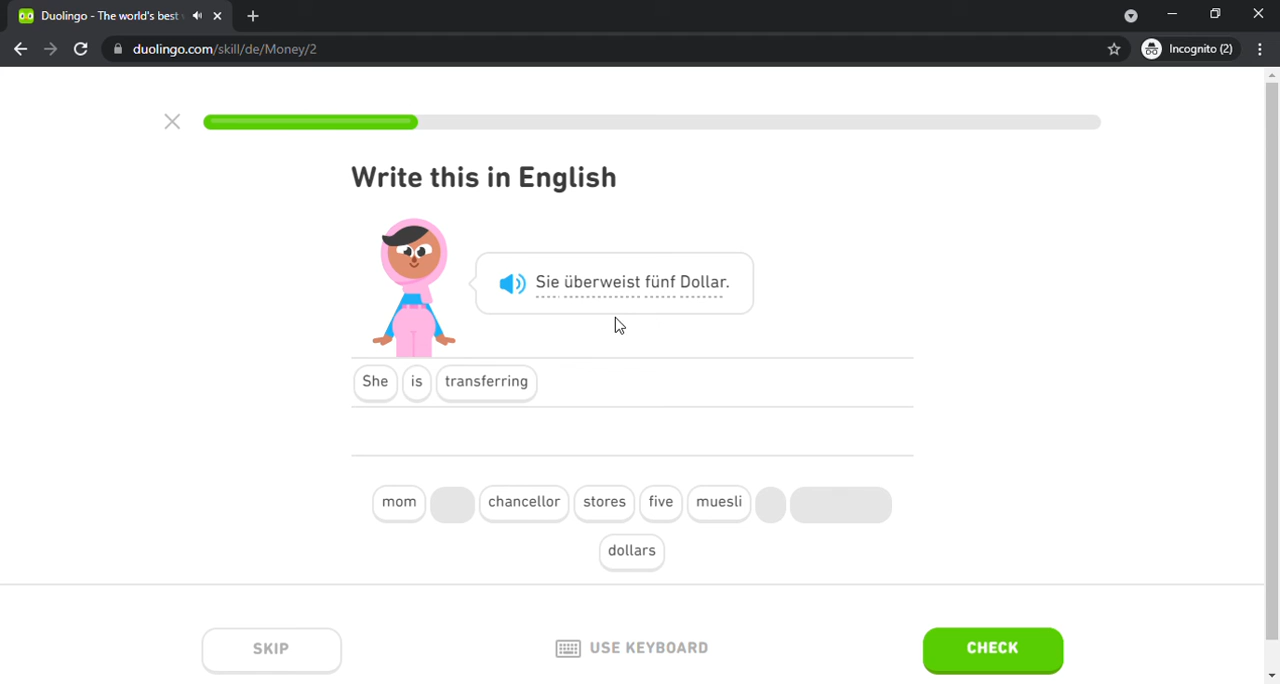 Duolingo - The world's best
duolingo.com/skill/de/Money/2
Incognito (2)
Write this in English
Sie überweist fünf Dollar.
She is transferring
mom chancellor stores five muesli
dollars
SKIP USE KEYBOARD CHECK